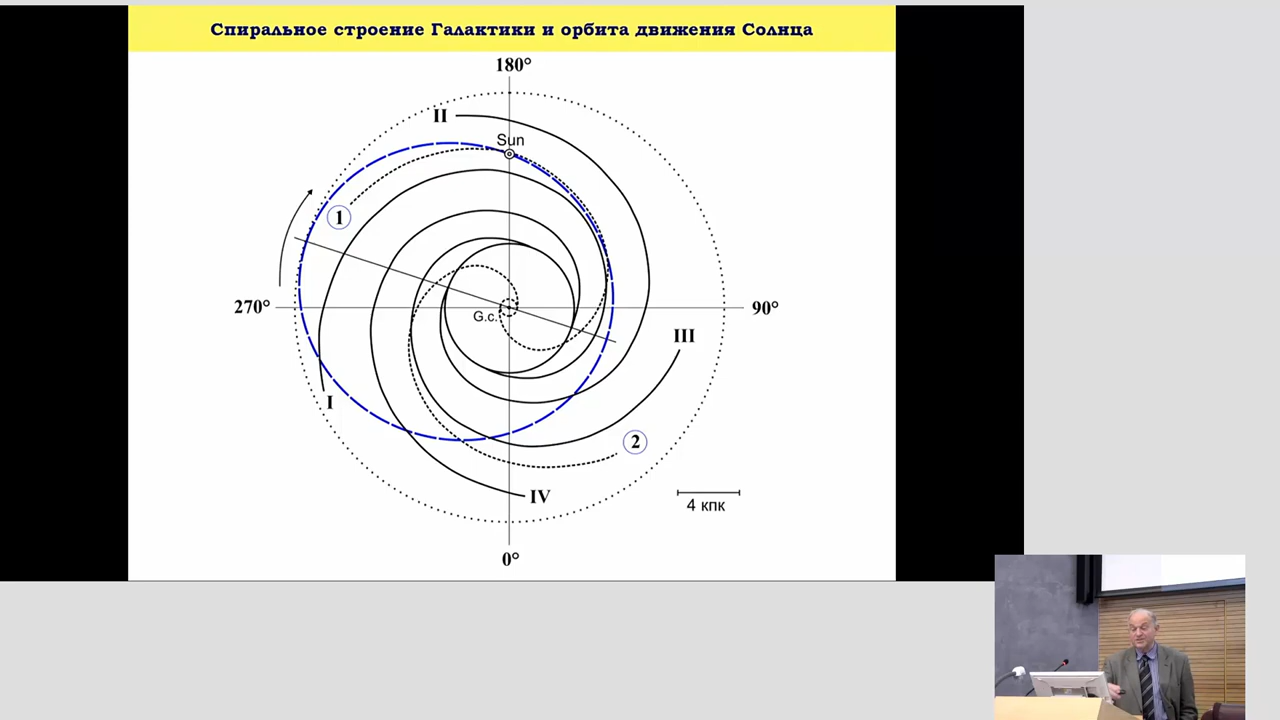 Спиральное строение Галактики и орбита движения Солнца
180°
II
Sun
1
270°
G.c.
90°
III
I
2
IV
4 кпк
0°